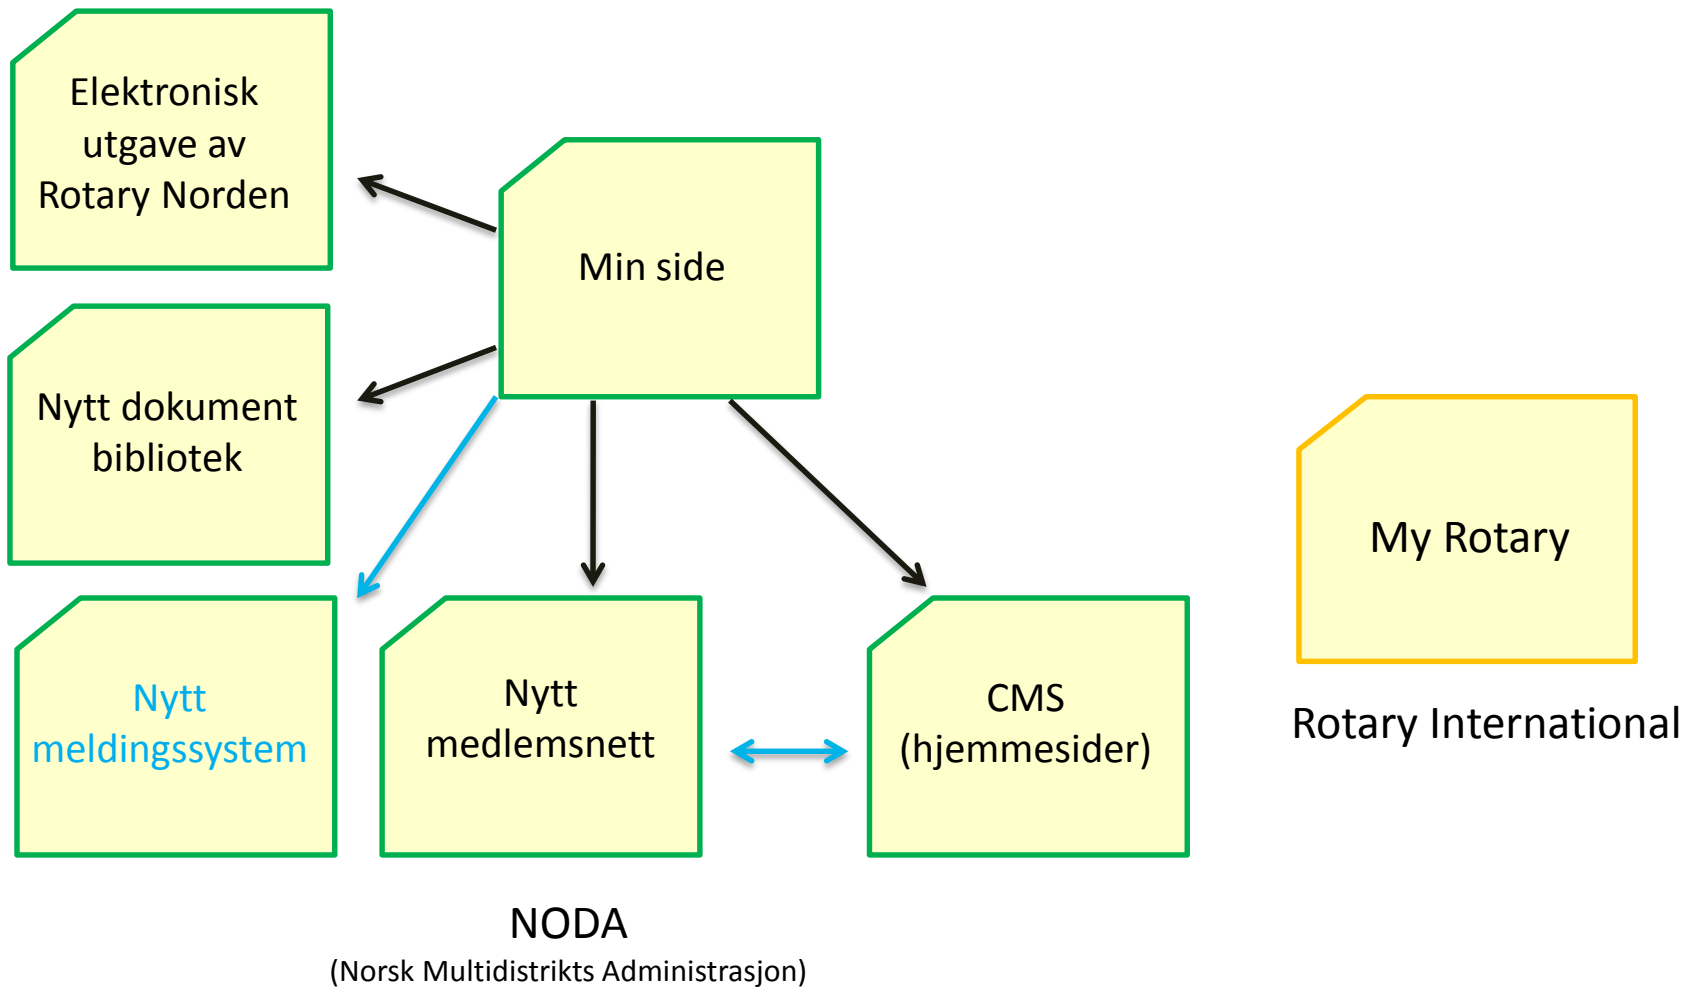 Elektronisk
utgave av
Rotary Norden
Min side
Nytt dokument
bibliotek
My Rotary
Nytt
meldingssystem
Nytt
medlemsnett
CMS
(hjemmesider)
Rotary International
NODA
(Norsk Multidistrikts Administrasjon)